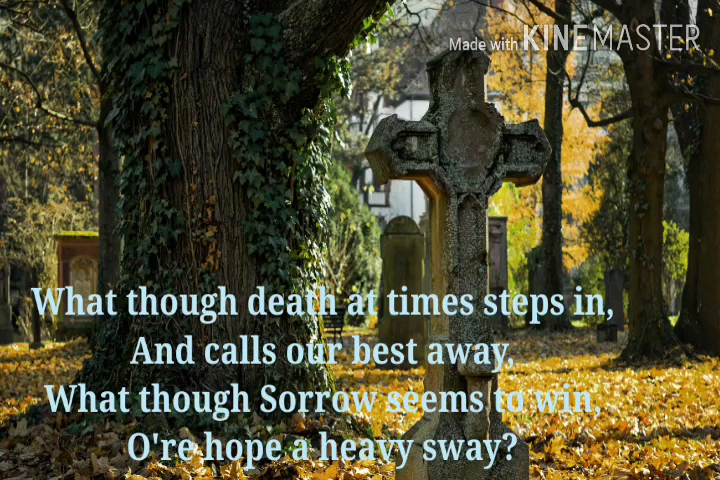 Made with KINEMASTER
What though death at times steps in,
And calls our best away,
What though Sorrow seems to win,
O're hope a heavy sway?